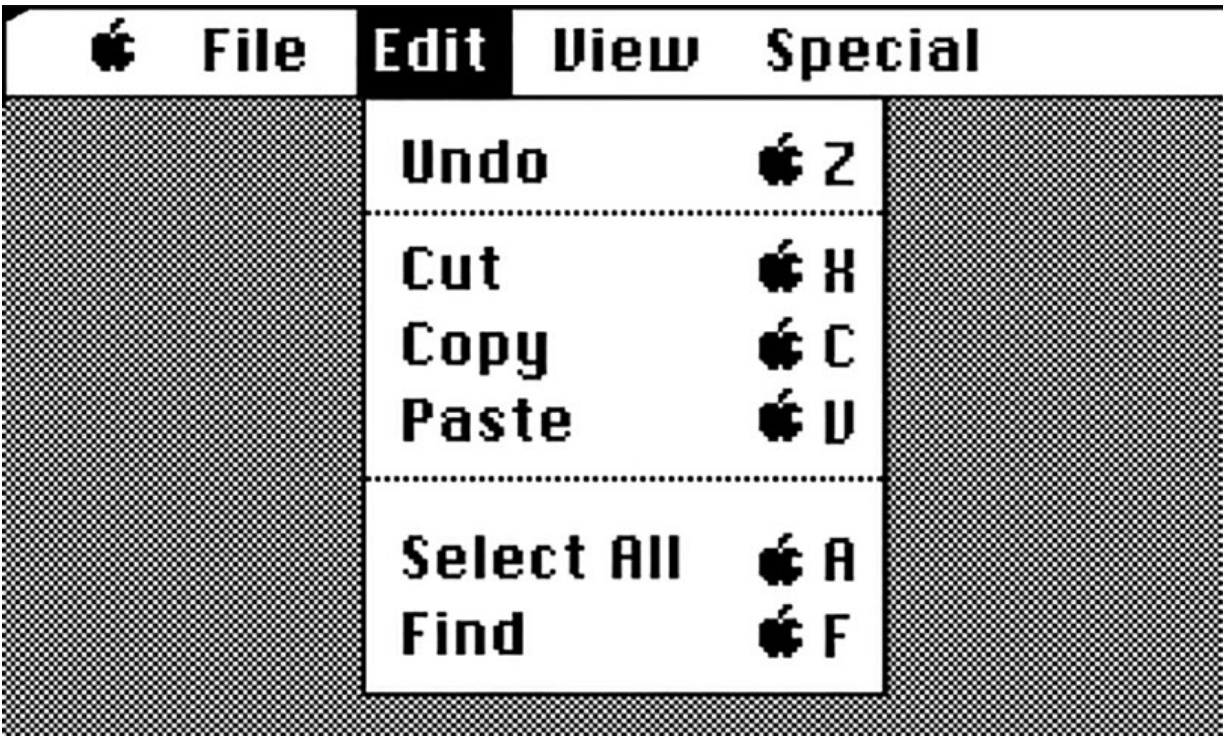 File Edit View Special
Undo Z
Cut X
Copy C
Paste V
Select All A
Find F